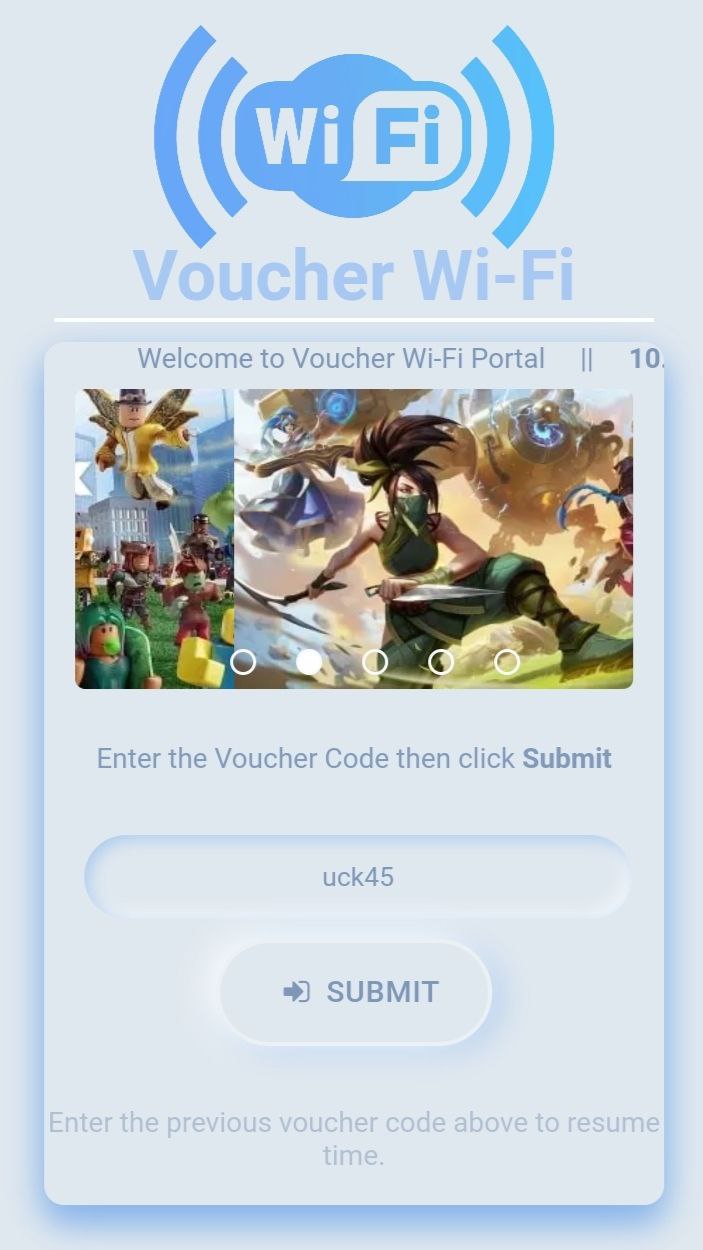 Wi Fi
Voucher Wi-Fi
Welcome to Voucher Wi-Fi Portal || 10.
Enter the Voucher Code then click Submit
uck45
SUBMIT
Enter the previous voucher code above to resume
time.